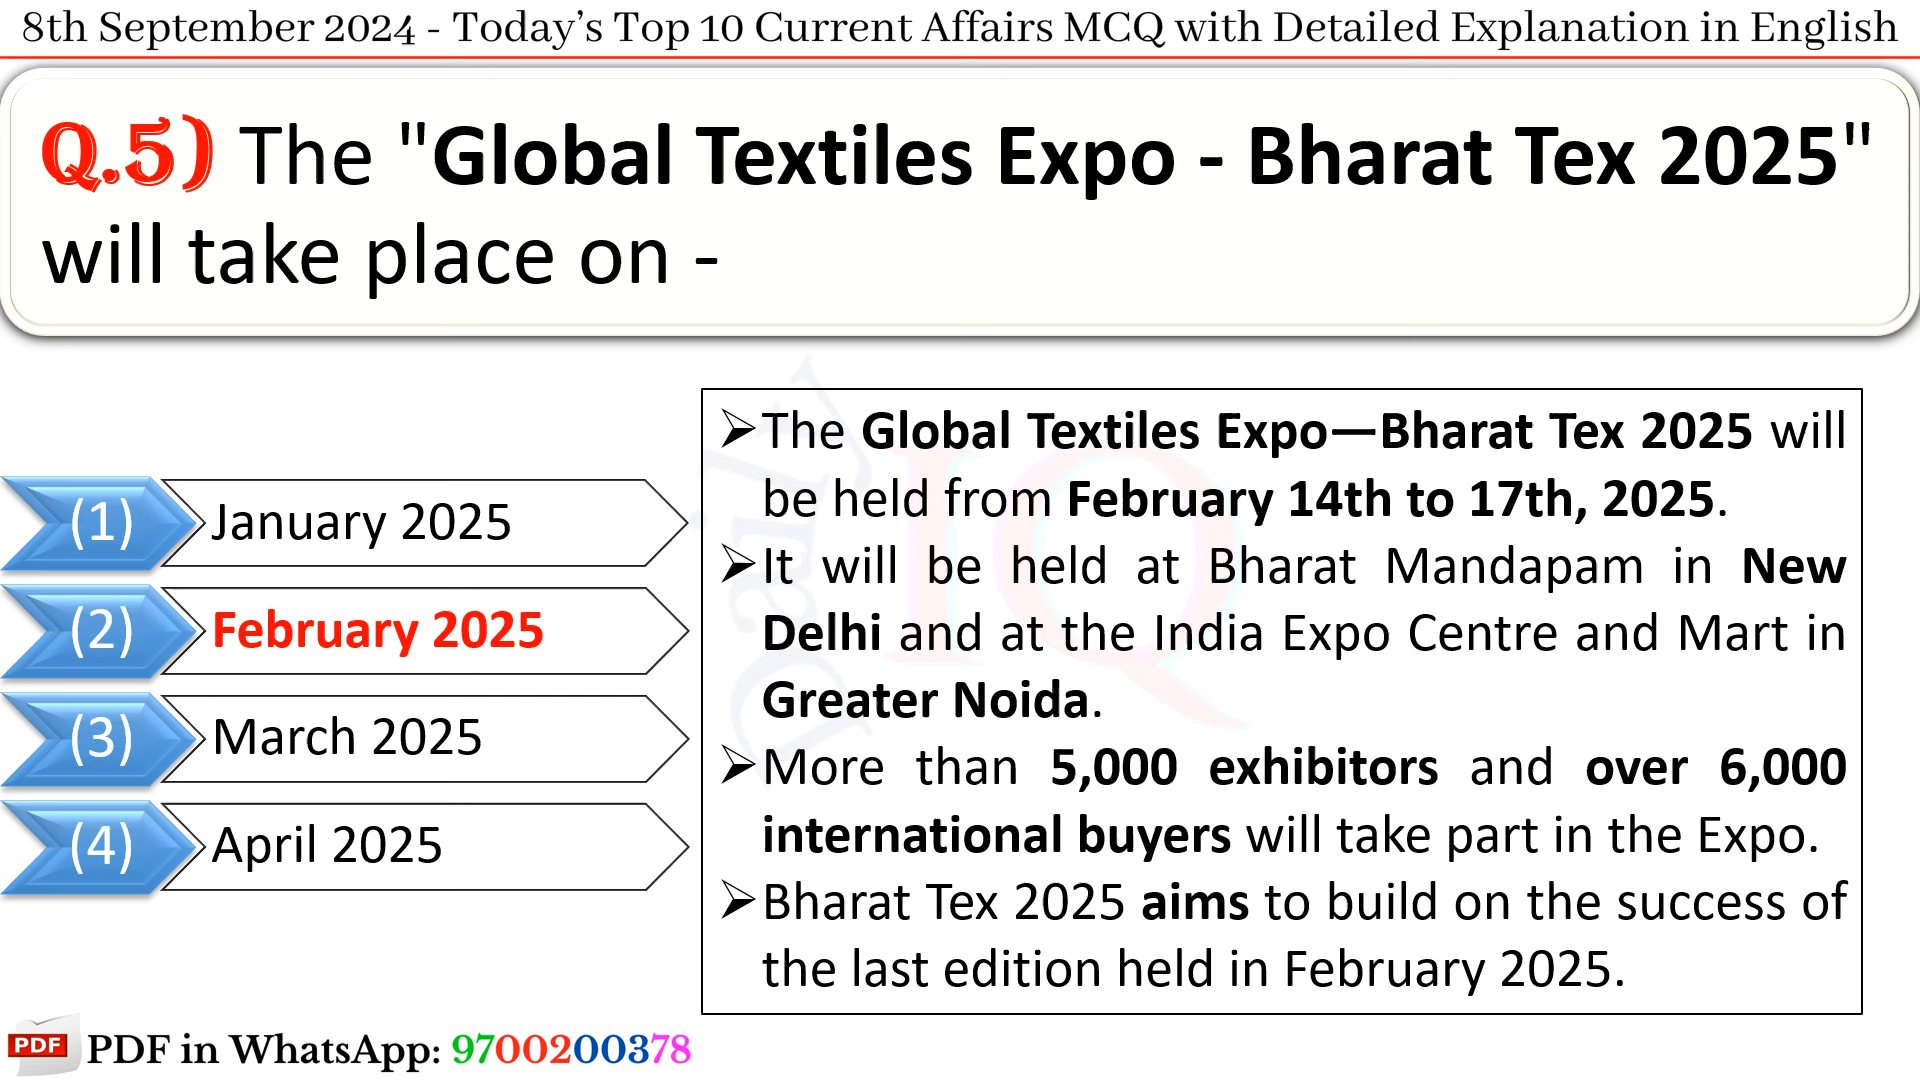 8th September 2024 - Today’s Top 10 Current Affairs MCQ with Detailed Explanation in English
Q.5) The "Global Textiles Expo - Bharat Tex 2025"
will take place on -
(1) January 2025
(2) February 2025
(3) March 2025
(4) April 2025
➢The Global Textiles Expo—Bharat Tex 2025 will
be held from February 14th to 17th, 2025.
➢It will be held at Bharat Mandapam in New
Delhi and at the India Expo Centre and Mart in
Greater Noida.
➢More than 5,000 exhibitors and over 6,000
international buyers will take part in the Expo.
➢Bharat Tex 2025 aims to build on the success of
the last edition held in February 2025.
Daily
IQ
PDF PDF in WhatsApp: 9700200378